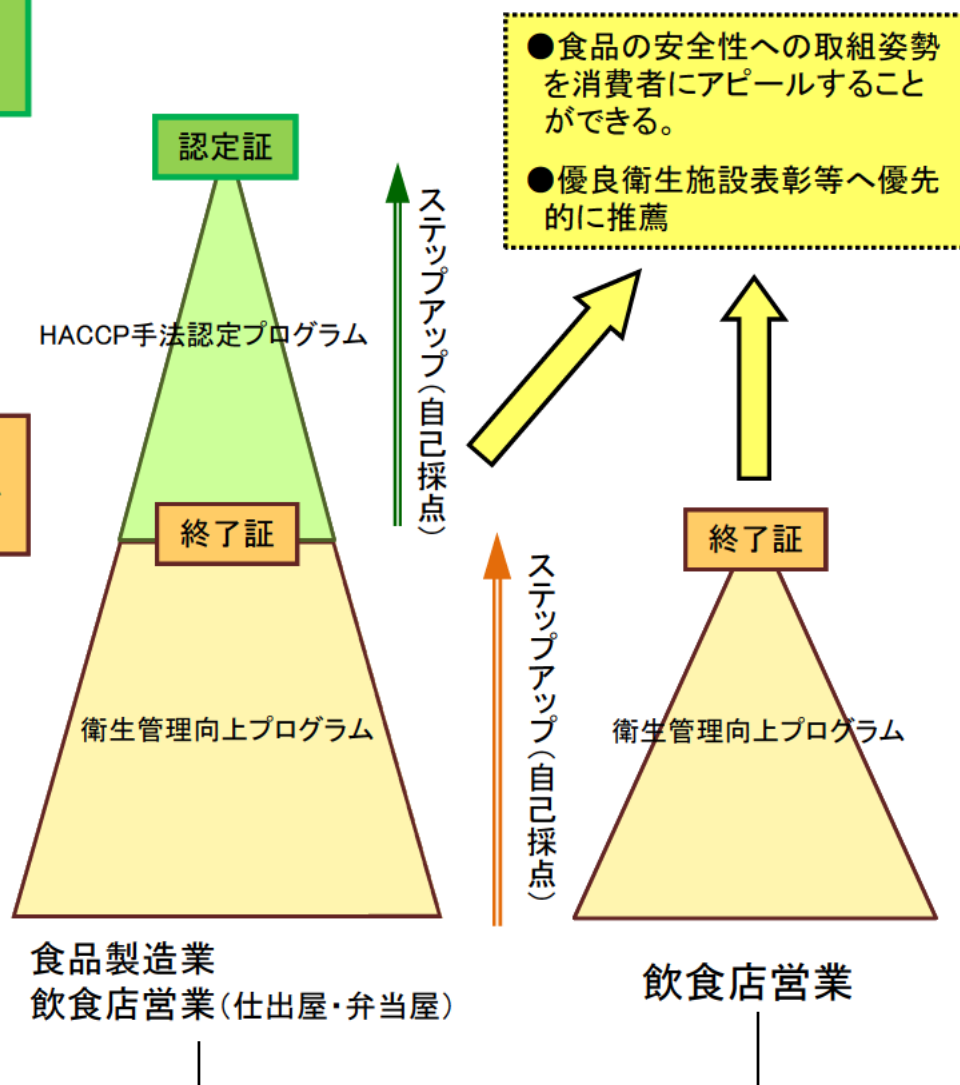 ●食品の安全性への取組姿勢
を消費者にアピールすること
ができる。
●優良衛生施設表彰等へ優先
的に推薦
認定証
ステップアップ（自己採点）
HACCP手法認定プログラム
終了証
終了証
ステップアップ（自己採点）
衛生管理向上プログラム
衛生管理向上プログラム
食品製造業
飲食店営業（仕出屋・弁当屋）
飲食店営業